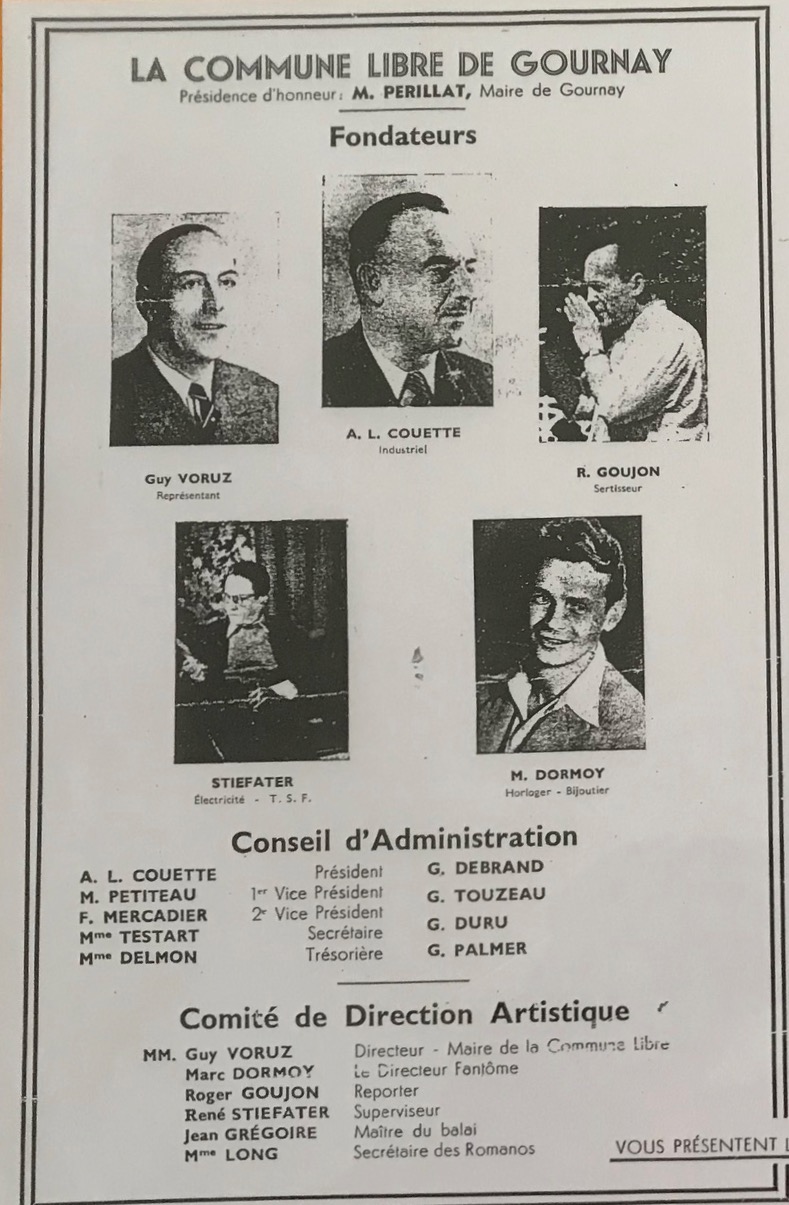 LA COMMUNE LIBRE DE GOURNAY
Présidence d'honneur: M. PERILLAT, Maire de Gournay
Fondateurs
A. L. COUETTE
Industriel
Guy VORUZ
Représentant
R. GOUJON
Sertisseur
STIEFATER
Électricité - T. S. F.
M. DORMOY
Horloger - Bijoutier
Conseil d'Administration
A. L. COUETTE Président G. DEBRAND
M. PETITEAU 1er Vice Président G. TOUZEAU
F. MERCADIER 2e Vice Président G. DURU
Mme TESTART Secrétaire G. PALMER
Mme DELMON Trésorière
Comité de Direction Artistique
MM. Guy VORUZ Directeur - Maire de la Commune Libre
Marc DORMOY Le Directeur Fantôme
Roger GOUJON Reporter
René STIEFATER Superviseur
Jean GRÉGOIRE Maître du balai
Mme LONG Secrétaire des Romanos
VOUS PRÉSENTENT L